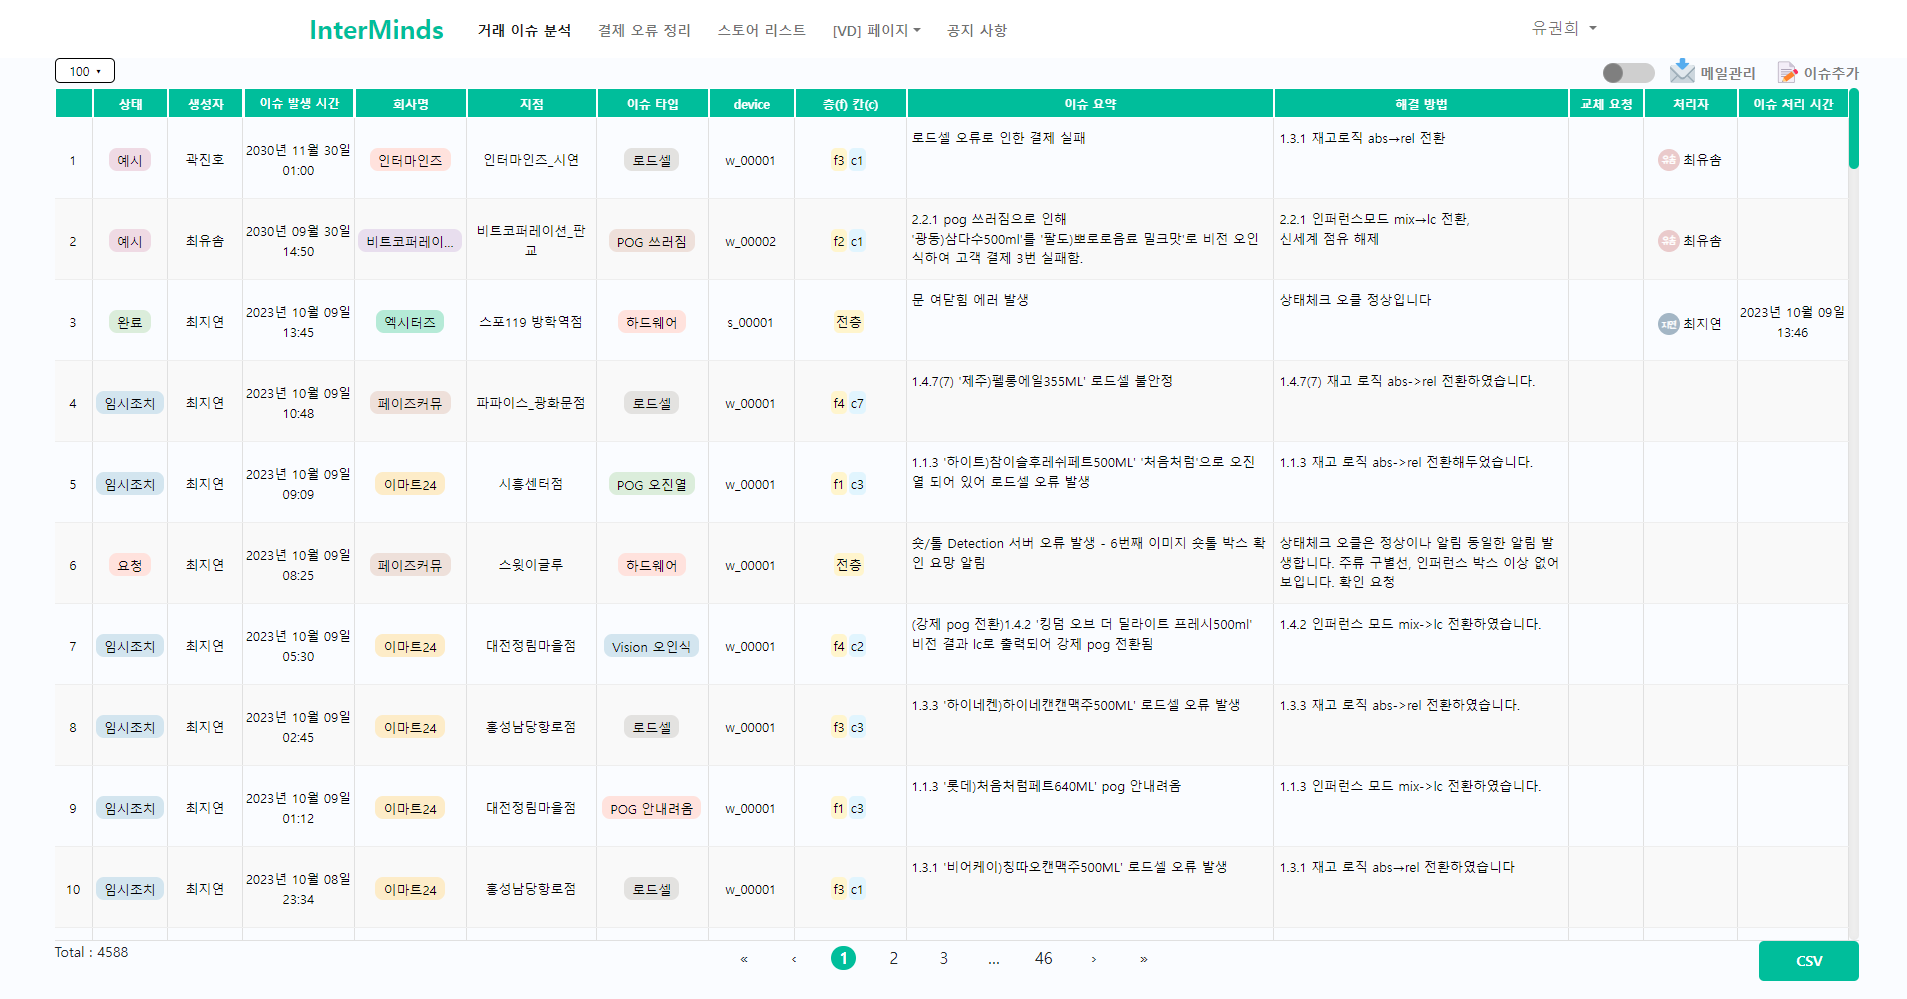 InterMinds 거래 이슈 분석 결제 오류 정리 스토어 리스트 [VD] 페이지 공지 사항 유권희
100 메일관리 이슈추가
상태 생성자 이슈 발생 시간 회사명 지점 이슈 타입 device 층(f) 칸(c) 이슈 요약 해결 방법 교체 요청 처리자 이슈 처리 시간
1 예시 곽진호 2030년 11월 30일 01:00 인터마인즈 인터마인즈_시연 로드셀 w_00001 f3 c1 로드셀 오류로 인한 결제 실패 1.3.1 재고로직 abs→rel 전환 유솜 최유솜
2 예시 최유솜 2030년 09월 30일 14:50 비트코퍼레이... 비트코퍼레이션_판교 POG 쓰러짐 w_00002 f2 c1 2.2.1 pog 쓰러짐으로 인해
'광동)삼다수500ml'를 '팔도)뽀로로음료 밀크맛'로 비전 오인식하여 고객 결제 3번 실패함. 2.2.1 인퍼런스모드 mix→lc 전환,
신세계 점유 해제 유솜 최유솜
3 완료 최지연 2023년 10월 09일 13:45 엑시터즈 스포119 방학역점 하드웨어 s_00001 전층 문 여닫힘 에러 발생 상태체크 오클 정상입니다 지연 최지연 2023년 10월 09일 13:46
4 임시조치 최지연 2023년 10월 09일 10:48 페이즈커뮤 파파이스_광화문점 로드셀 w_00001 f4 c7 1.4.7(7) '제주)펠롱에일355ML' 로드셀 불안정 1.4.7(7) 재고 로직 abs->rel 전환하였습니다.
5 임시조치 최지연 2023년 10월 09일 09:09 이마트24 시흥센터점 POG 오진열 w_00001 f1 c3 1.1.3 '하이트)참이슬후레쉬페트500ML' '처음처럼'으로 오진열 되어 있어 로드셀 오류 발생 1.1.3 재고 로직 abs->rel 전환해두었습니다.
6 요청 최지연 2023년 10월 09일 08:25 페이즈커뮤 스윗이글루 하드웨어 w_00001 전층 숏/톨 Detection 서버 오류 발생 - 6번째 이미지 숏톨 박스 확인 요망 알림 상태체크 오클은 정상이나 알림 동일한 알림 발생합니다. 주류 구별선, 인퍼런스 박스 이상 없어보입니다. 확인 요청
7 임시조치 최지연 2023년 10월 09일 05:30 이마트24 대전정림마을점 Vision 오인식 w_00001 f4 c2 (강제 pog 전환)1.4.2 '킹덤 오브 더 딜라이트 프레시500ml' 비전 결과 lc로 출력되어 강제 pog 전환됨 1.4.2 인퍼런스 모드 mix->lc 전환하였습니다.
8 임시조치 최지연 2023년 10월 09일 02:45 이마트24 홍성남당항로점 로드셀 w_00001 f3 c3 1.3.3 '하이네켄)하이네캔캔맥주500ML' 로드셀 오류 발생 1.3.3 재고 로직 abs->rel 전환하였습니다.
9 임시조치 최지연 2023년 10월 09일 01:12 이마트24 대전정림마을점 POG 안내려옴 w_00001 f1 c3 1.1.3 '롯데)처음처럼페트640ML' pog 안내려옴 1.1.3 인퍼런스 모드 mix->lc 전환하였습니다.
10 임시조치 최지연 2023년 10월 08일 23:34 이마트24 홍성남당항로점 로드셀 w_00001 f3 c1 1.3.1 '비어케이)칭따오캔맥주500ML' 로드셀 오류 발생 1.3.1 재고 로직 abs→rel 전환하였습니다
Total : 4588 « ‹ 1 2 3 ... 46 › » CSV